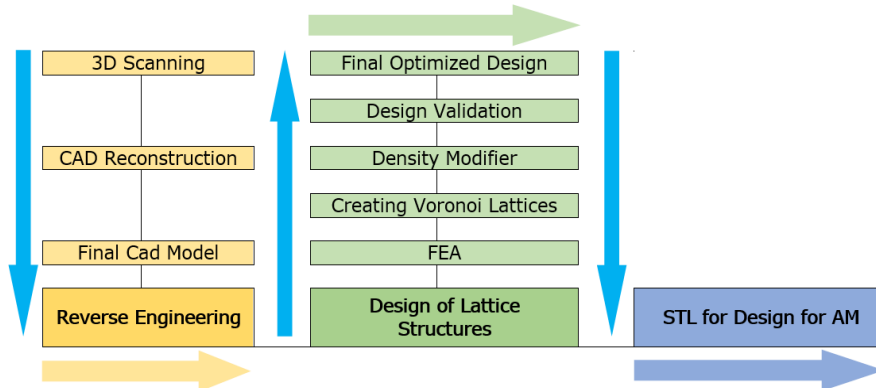 3D Scanning
CAD Reconstruction
Final Cad Model
Reverse Engineering
Final Optimized Design
Design Validation
Density Modifier
Creating Voronoi Lattices
FEA
Design of Lattice
Structures
STL for Design for AM